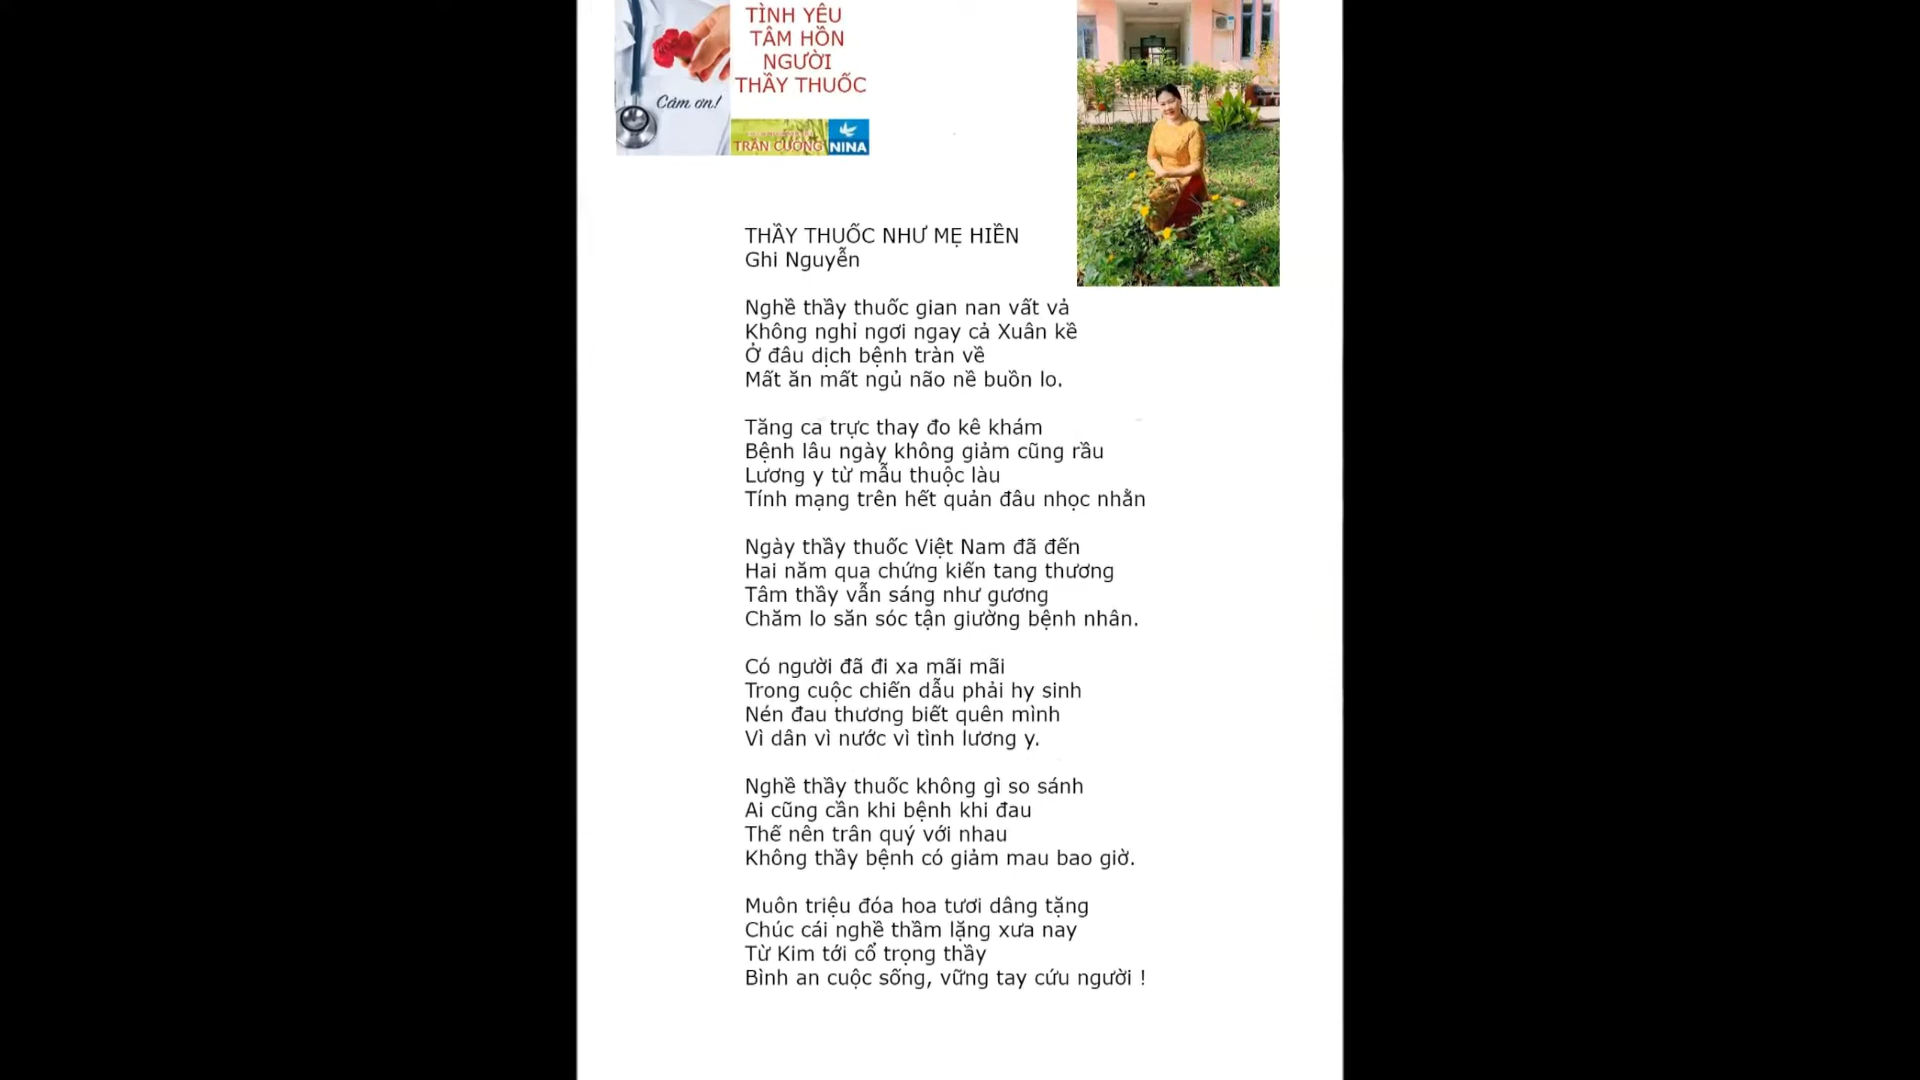 TÌNH YÊU
TÂM HỒN
NGƯỜI
THẦY THUỐC
Cảm ơn!
TRẦN CƯỜNG
NINA
THẦY THUỐC NHƯ MẸ HIỀN
Ghi Nguyễn
Nghề thầy thuốc gian nan vất vả
Không nghỉ ngơi ngay cả Xuân kề
Ở đâu dịch bệnh tràn về
Mất ăn mất ngủ não nề buồn lo.
Tăng ca trực thay đo kê khám
Bệnh lâu ngày không giảm cũng rầu
Lương y từ mẫu thuộc làu
Tính mạng trên hết quản đâu nhọc nhằn
Ngày thầy thuốc Việt Nam đã đến
Hai năm qua chứng kiến tang thương
Tâm thầy vẫn sáng như gương
Chăm lo săn sóc tận giường bệnh nhân.
Có người đã đi xa mãi mãi
Trong cuộc chiến dẫu phải hy sinh
Nén đau thương biết quên mình
Vì dân vì nước vì tình lương y.
Nghề thầy thuốc không gì so sánh
Ai cũng cần khi bệnh khi đau
Thế nên trân quý với nhau
Không thầy bệnh có giảm mau bao giờ.
Muôn triệu đóa hoa tươi dâng tặng
Chúc cái nghề thầm lặng xưa nay
Từ Kim tới cổ trọng thầy
Bình an cuộc sống, vững tay cứu người !